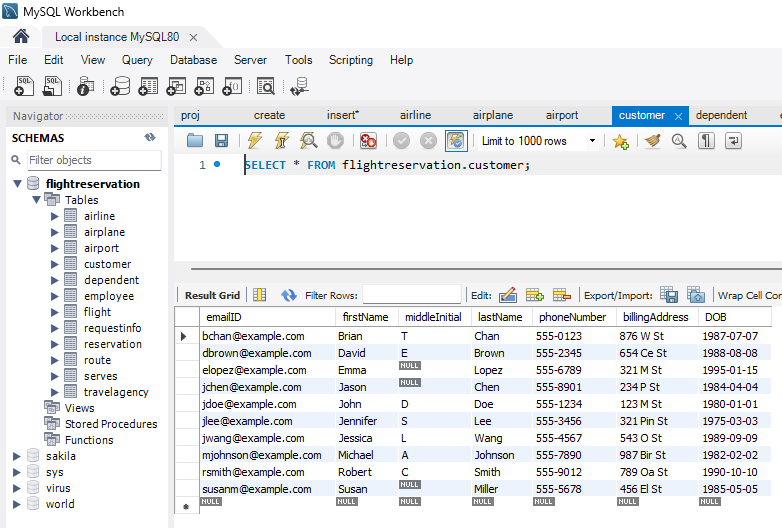 MySQL Workbench
Local instance MySQL80 ×
File Edit View Query Database Server Tools Scripting Help
Navigator
proj create insert* airline airplane airport customer × dependent
SCHEMAS
Limit to 1000 rows
Filter objects
1 SELECT * FROM flightreservation.customer;
flightreservation
Tables
airline
airplane
airport
customer
dependent
employee
flight
requestinfo
reservation
route
serves
travelagency
Views
Stored Procedures
Functions
sakila
sys
virus
world
Result Grid Filter Rows: Edit: Export/Import: Wrap Cell Con
emailID firstName middleInitial lastName phoneNumber billingAddress DOB
bchan@example.com Brian T Chan 555-0123 876 W St 1987-07-07
dbrown@example.com David E Brown 555-2345 654 Ce St 1988-08-08
elopez@example.com Emma NULL Lopez 555-6789 321 M St 1995-01-15
jchen@example.com Jason NULL Chen 555-8901 234 P St 1984-04-04
jdoe@example.com John D Doe 555-1234 123 M St 1980-01-01
jlee@example.com Jennifer S Lee 555-3456 321 Pin St 1975-03-03
jwang@example.com Jessica L Wang 555-4567 543 O St 1989-09-09
mjohnson@example.com Michael A Johnson 555-7890 987 Bir St 1982-02-02
rsmith@example.com Robert C Smith 555-9012 789 Oa St 1990-10-10
susanm@example.com Susan NULL Miller 555-5678 456 El St 1985-05-05
NULL NULL NULL NULL NULL NULL NULL